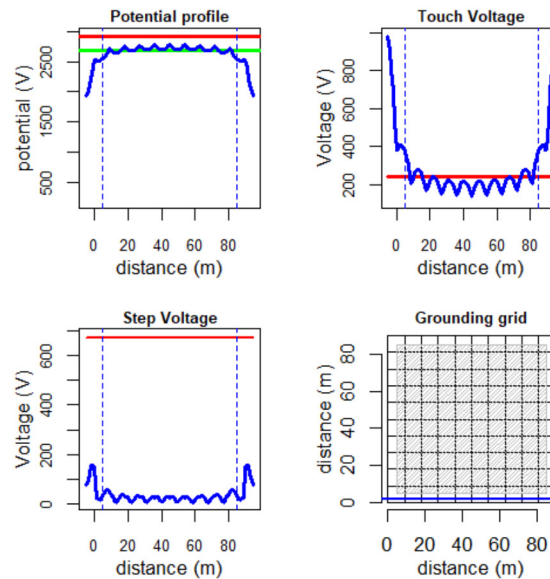 Potential profile
potential (V)
500
1500
2500
0 20 40 60 80
distance (m)
Touch Voltage
Voltage (V)
200 400 600 800
0 20 40 60 80
distance (m)
Step Voltage
Voltage (V)
0 200 400 600
0 20 40 60 80
distance (m)
Grounding grid
distance (m)
0 20 40 60 80
0 20 40 60 80
distance (m)